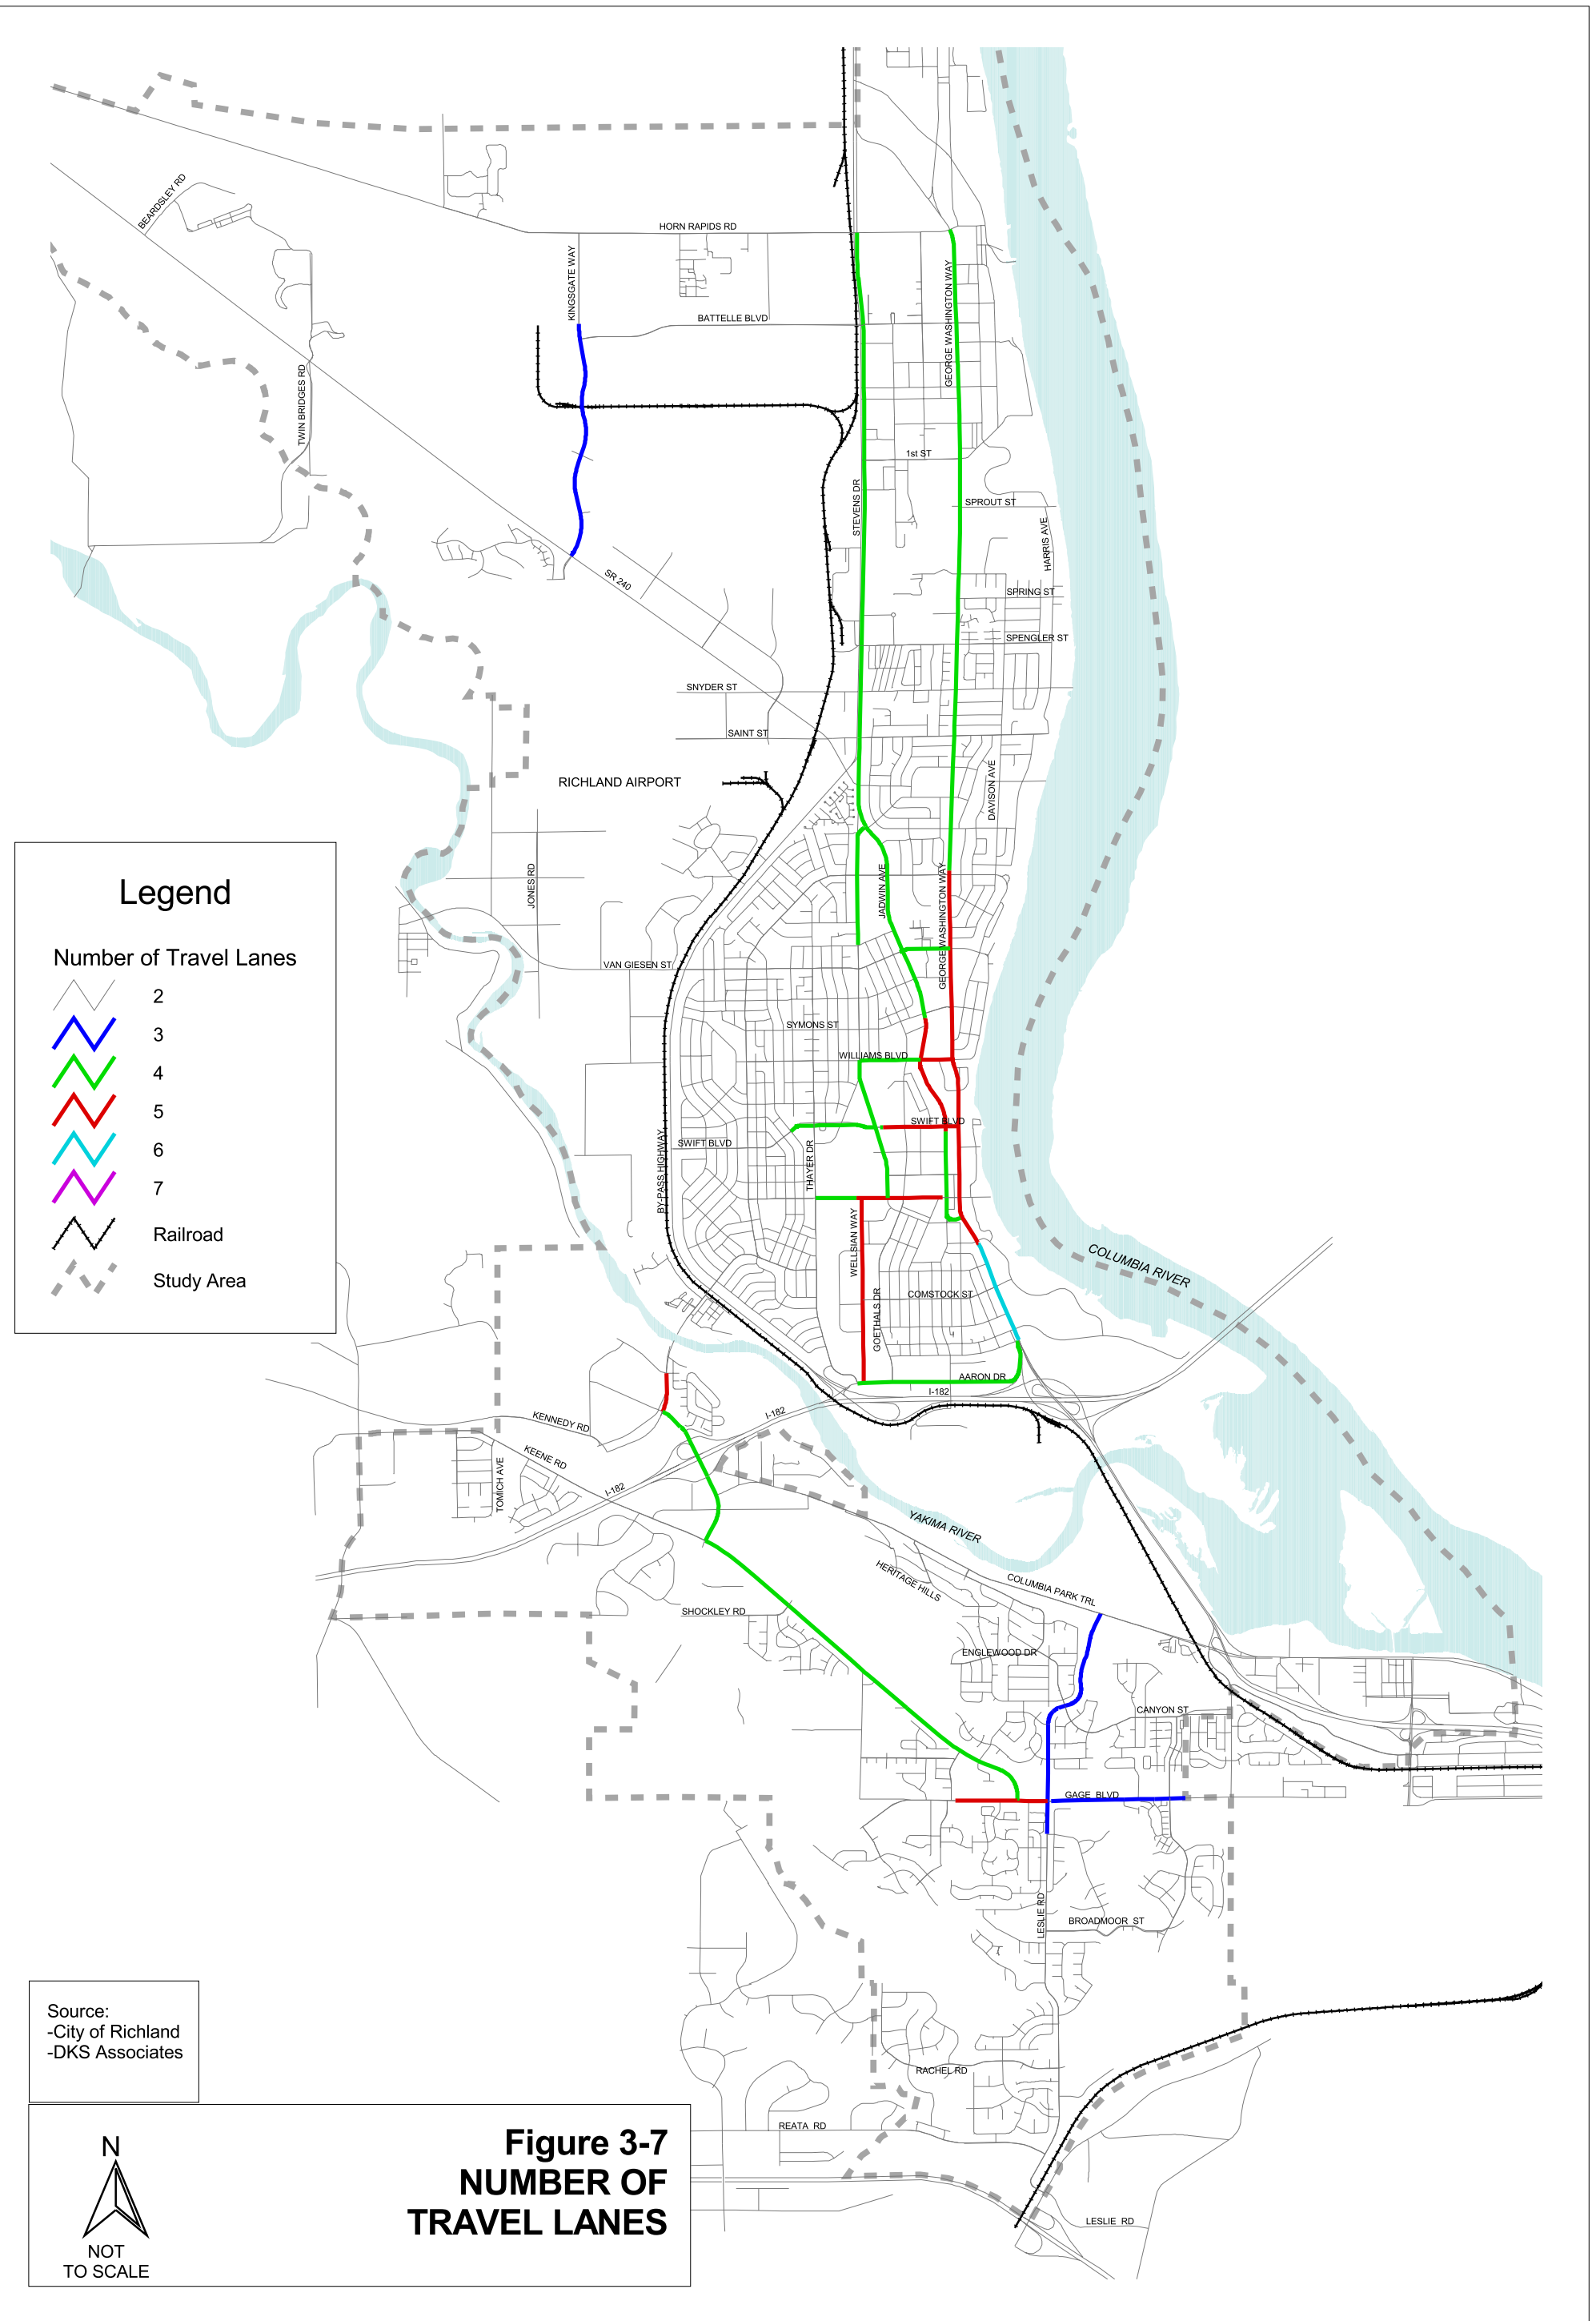 BEARDSLEY RD
HORN RAPIDS RD
KINGSGATE WAY
GEORGE WASHINGTON WAY
BATTELLE BLVD
TWIN BRIDGES RD
1st ST
STEVENS DR
SPROUT ST
HARRIS AVE
SR 240
SPRING ST
SPENGLER ST
SNYDER ST
SAINT ST
RICHLAND AIRPORT
DAVISON AVE
JONES RD
JADWIN AVE
GEORGE WASHINGTON WAY
VAN GIESEN ST
SYMONS ST
WILLIAMS BLVD
SWIFT BLVD
SWIFT BLVD
THAYER DR
BY-PASS HIGHWAY
WELLSIAN WAY
COLUMBIA RIVER
COMSTOCK ST
GOETHALS DR
AARON DR
I-182
I-182
KENNEDY RD
KEENE RD
TOMICH AVE
I-182
YAKIMA RIVER
HERITAGE HILLS
COLUMBIA PARK TRL
SHOCKLEY RD
ENGLEWOOD DR
CANYON ST
GAGE BLVD
LESLIE RD
BROADMOOR ST
RACHEL RD
REATA RD
LESLIE RD
Legend
Number of Travel Lanes
2
3
4
5
6
7
Railroad
Study Area
Source:
-City of Richland
-DKS Associates
N
NOT
TO SCALE
Figure 3-7
NUMBER OF
TRAVEL LANES